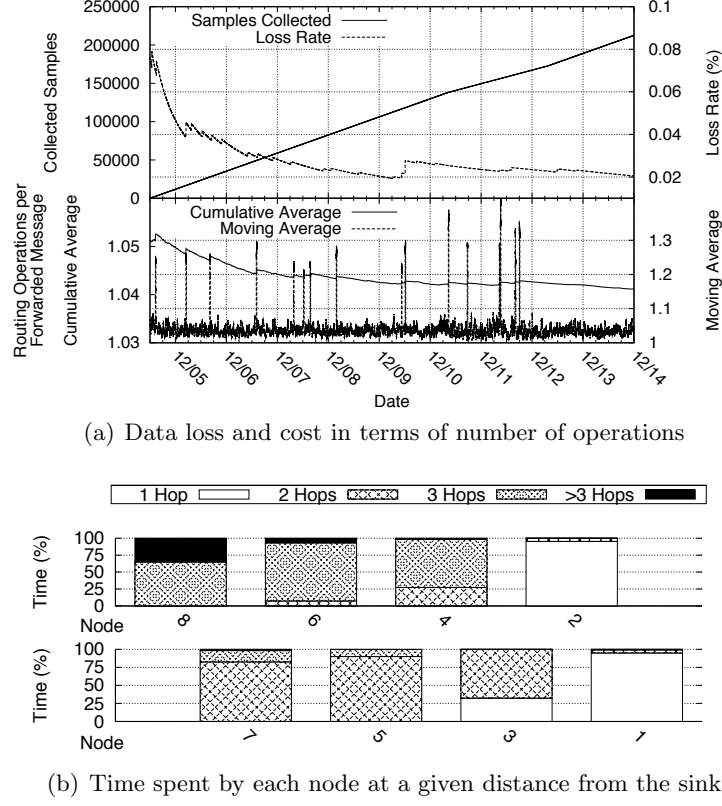 250000
200000
150000
100000
50000
0
Collected Samples
Samples Collected
Loss Rate
0.1
0.08
0.06
0.04
0.02
Loss Rate (%)
Routing Operations per
Forwarded Message
Cumulative Average
1.05
1.04
1.03
Cumulative Average
Moving Average
1.3
1.2
1.1
1
Moving Average
12/05
12/06
12/07
12/08
12/09
12/10
12/11
12/12
12/13
12/14
Date
(a) Data loss and cost in terms of number of operations
1 Hop 2 Hops 3 Hops >3 Hops
Time (%)
100
75
50
25
0
Node 8 6 4 2
Time (%)
100
75
50
25
0
Node 7 5 3 1
(b) Time spent by each node at a given distance from the sink